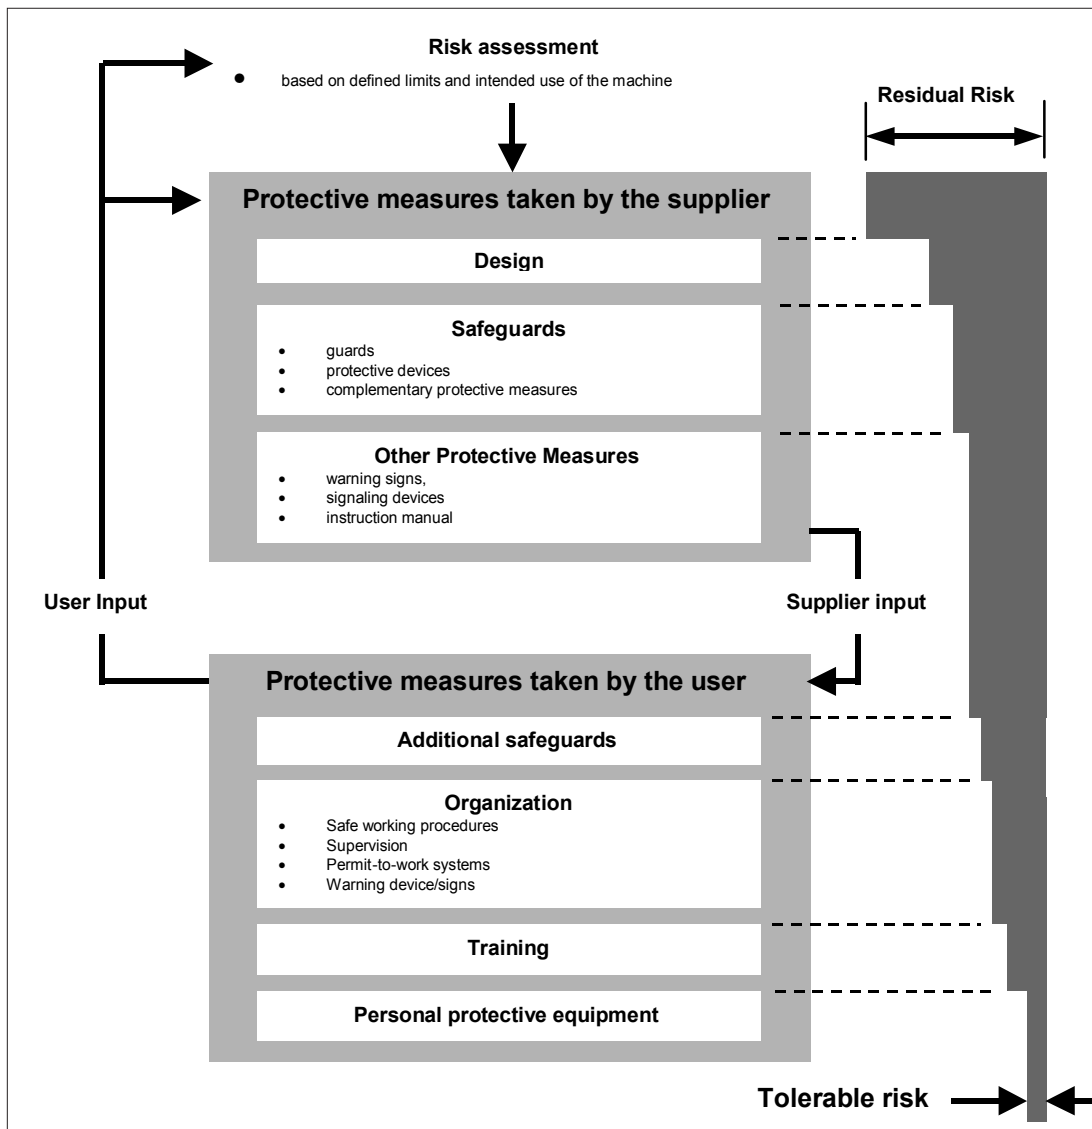 Risk assessment
• based on defined limits and intended use of the machine
Residual Risk
Protective measures taken by the supplier
Design
Safeguards
• guards
• protective devices
• complementary protective measures
Other Protective Measures
• warning signs,
• signaling devices
• instruction manual
User Input
Supplier input
Protective measures taken by the user
Additional safeguards
Organization
• Safe working procedures
• Supervision
• Permit-to-work systems
• Warning device/signs
Training
Personal protective equipment
Tolerable risk